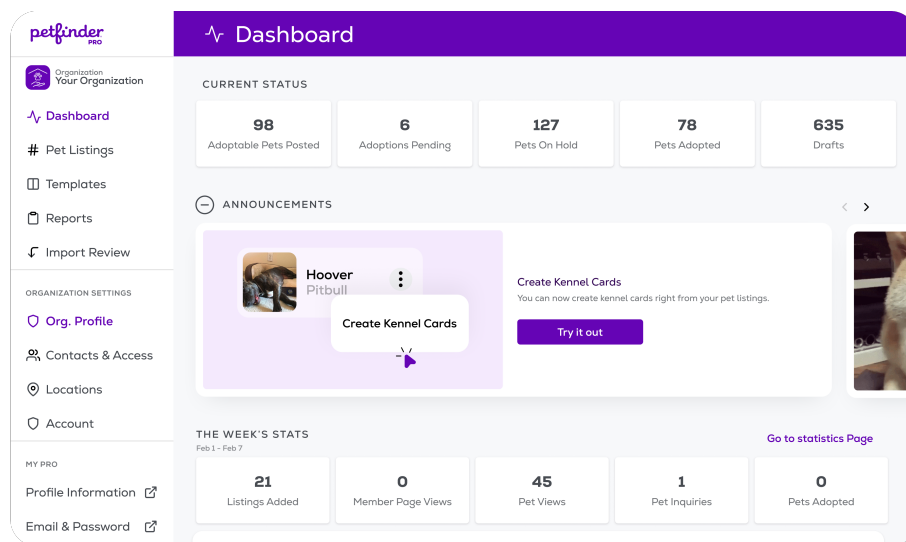 petfinder
PRO
Organization
Your Organization
Dashboard
Pet Listings
Templates
Reports
Import Review
ORGANIZATION SETTINGS
Org. Profile
Contacts & Access
Locations
Account
MY PRO
Profile Information
Email & Password
Dashboard
CURRENT STATUS
98
Adoptable Pets Posted
6
Adoptions Pending
127
Pets On Hold
78
Pets Adopted
635
Drafts
ANNOUNCEMENTS
Hoover
Pitbull
Create Kennel Cards
Create Kennel Cards
You can now create kennel cards right from your pet listings.
Try it out
THE WEEK'S STATS
Feb 1 - Feb 7
Go to statistics Page
21
Listings Added
0
Member Page Views
45
Pet Views
1
Pet Inquiries
0
Pets Adopted